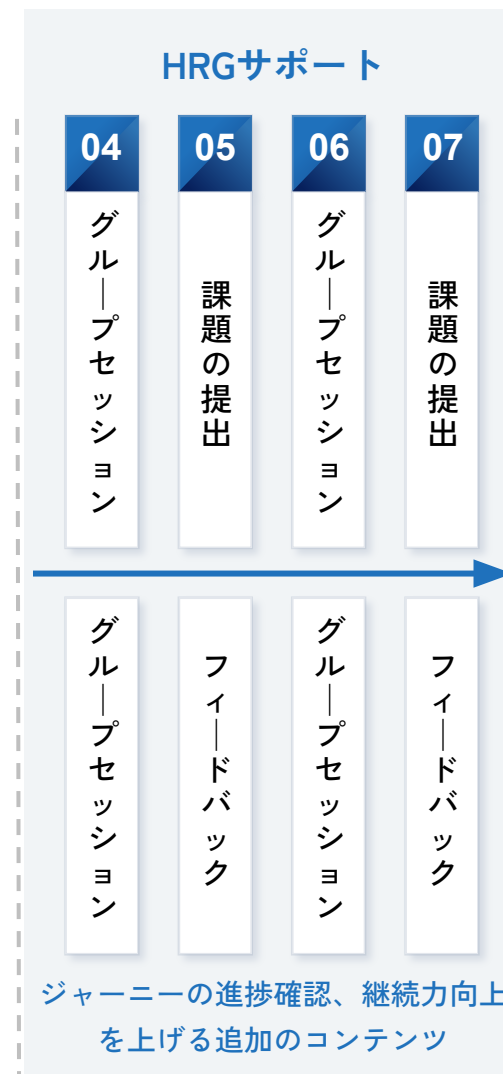 HRGサポート
04
グループセッション
05
課題の提出
06
グループセッション
07
課題の提出
グループセッション
フィードバック
グループセッション
フィードバック
ジャーニーの進捗確認、継続力向上
を上げる追加のコンテンツ